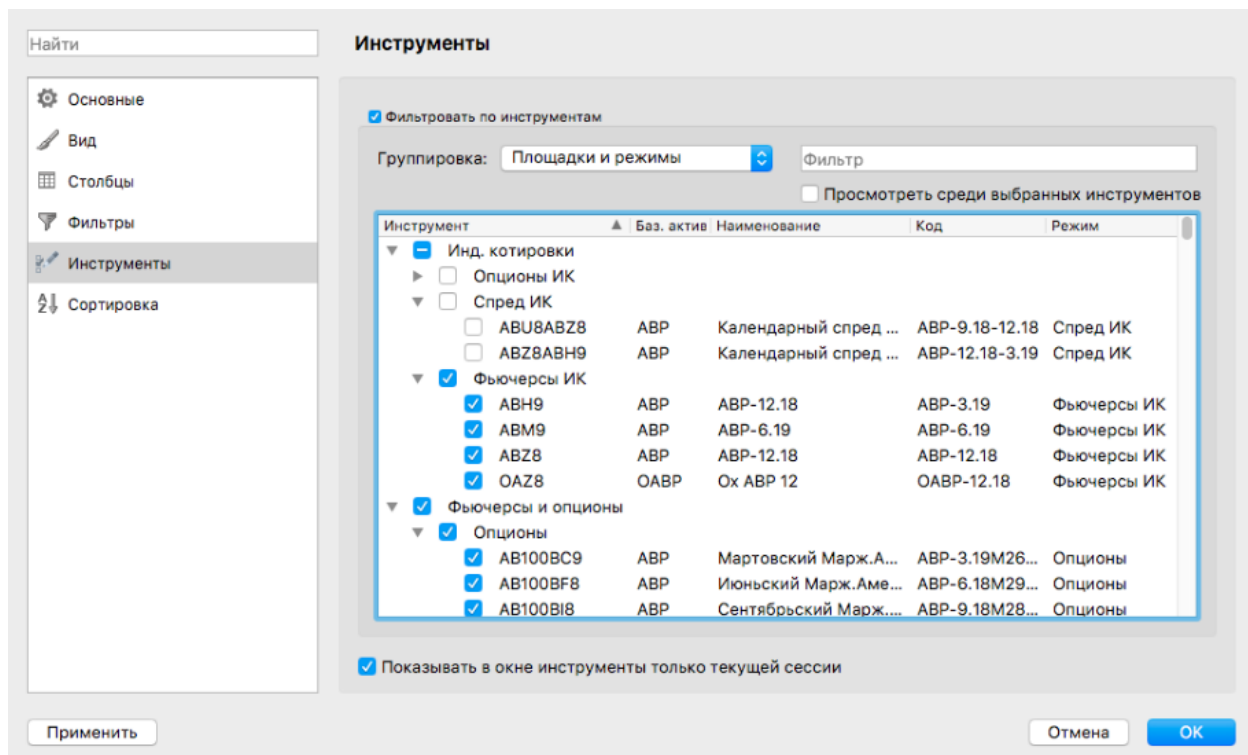 Найти
Инструменты
Основные
Вид
Столбцы
Фильтры
Инструменты
Сортировка
Фильтровать по инструментам
Группировка: Площадки и режимы Фильтр
Просмотреть среди выбранных инструментов
Инструмент Баз. актив Наименование Код Режим
Инд. котировки
Опционы ИК
Спред ИК
ABU8ABZ8 ABP Календарный спред ... ABP-9.18-12.18 Спред ИК
ABZ8ABH9 ABP Календарный спред ... ABP-12.18-3.19 Спред ИК
Фьючерсы ИК
ABH9 ABP ABP-12.18 ABP-3.19 Фьючерсы ИК
ABM9 ABP ABP-6.19 ABP-6.19 Фьючерсы ИК
ABZ8 ABP ABP-12.18 ABP-12.18 Фьючерсы ИК
OAZ8 OABP Ox ABP 12 OABP-12.18 Фьючерсы ИК
Фьючерсы и опционы
Опционы
AB100BC9 ABP Мартовский Марж.А... ABP-3.19M26... Опционы
AB100BF8 ABP Июньский Марж.Аме... ABP-6.18M29... Опционы
AB100BI8 ABP Сентябрьский Марж.... ABP-9.18M28... Опционы
Показывать в окне инструменты только текущей сессии
Применить Отмена OK